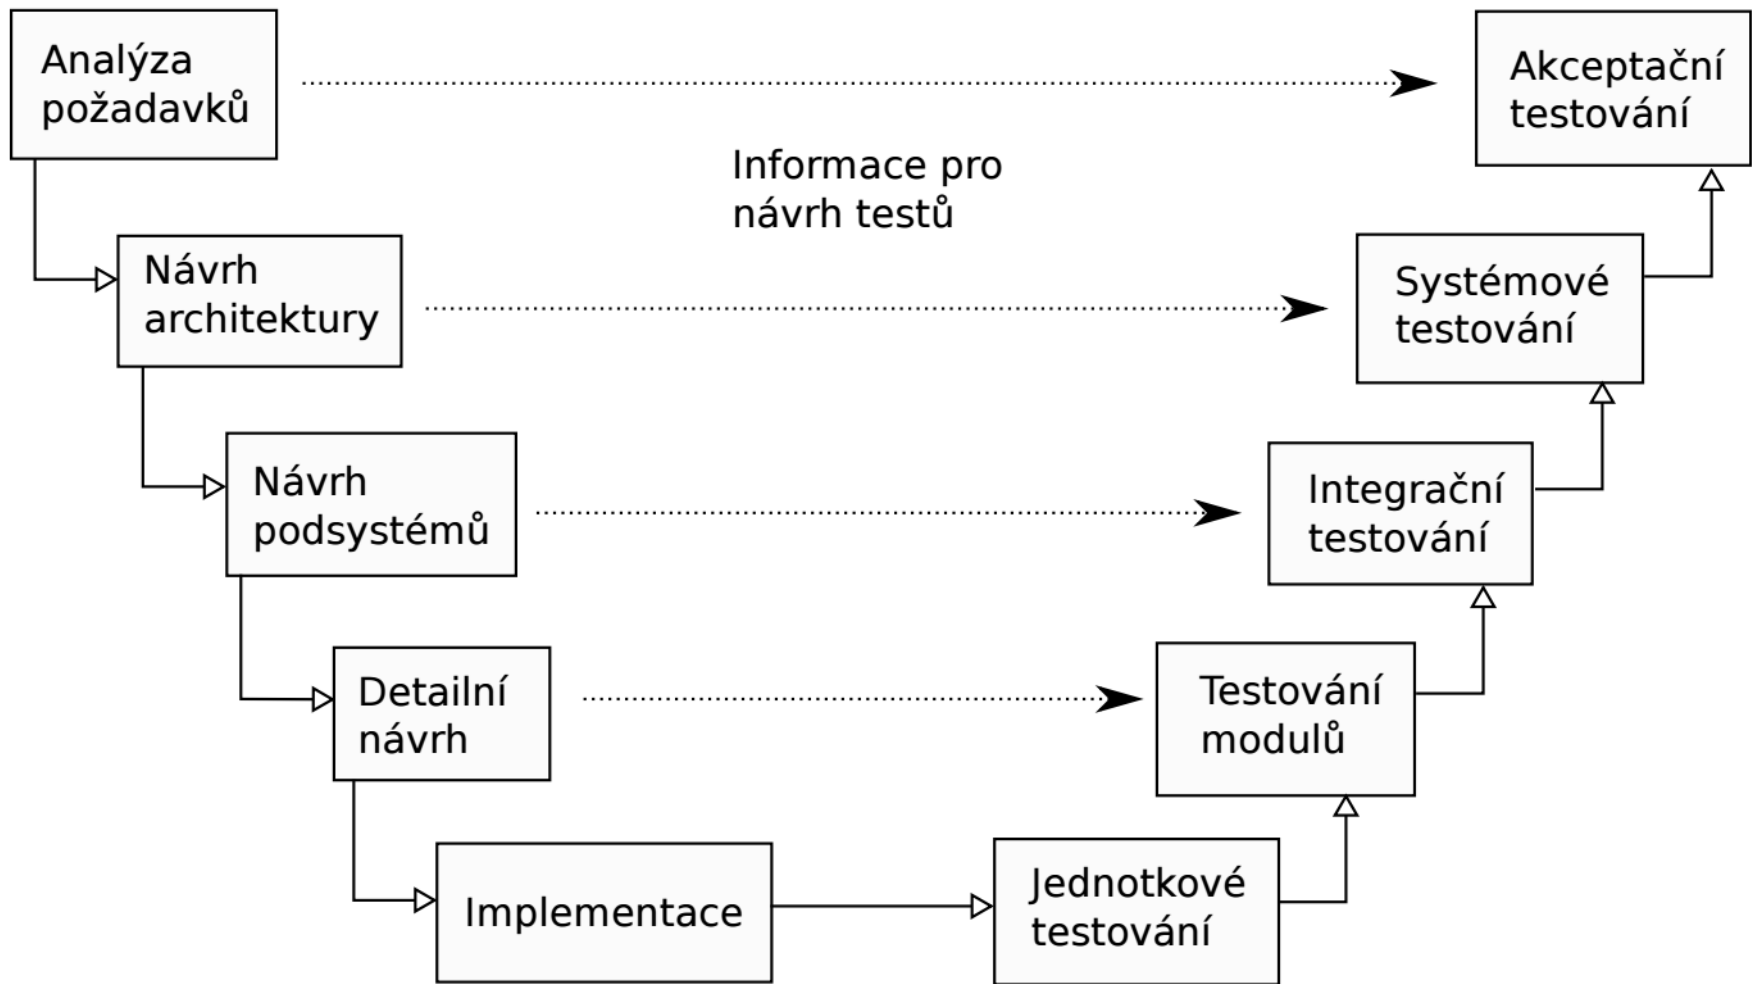 Analýza
požadavků
Akceptační
testování
Informace pro
návrh testů
Návrh
architektury
Systémové
testování
Návrh
podsystémů
Integrační
testování
Detailní
návrh
Testování
modulů
Implementace
Jednotkové
testování